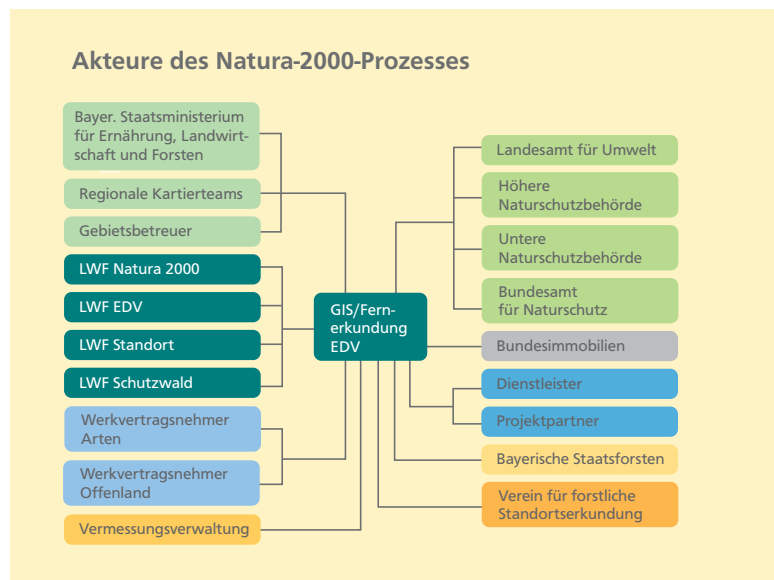 Akteure des Natura-2000-Prozesses
Bayer. Staatsministerium
für Ernährung, Landwirt-
schaft und Forsten
Regionale Kartierteams
Gebietsbetreuer
LWF Natura 2000
LWF EDV
LWF Standort
LWF Schutzwald
Werkvertragsnehmer
Arten
Werkvertragsnehmer
Offenland
Vermessungsverwaltung
GIS/Fern-
erkundung
EDV
Landesamt für Umwelt
Höhere
Naturschutzbehörde
Untere
Naturschutzbehörde
Bundesamt
für Naturschutz
Bundesimmobilien
Dienstleister
Projektpartner
Bayerische Staatsforsten
Verein für forstliche
Standortserkundung